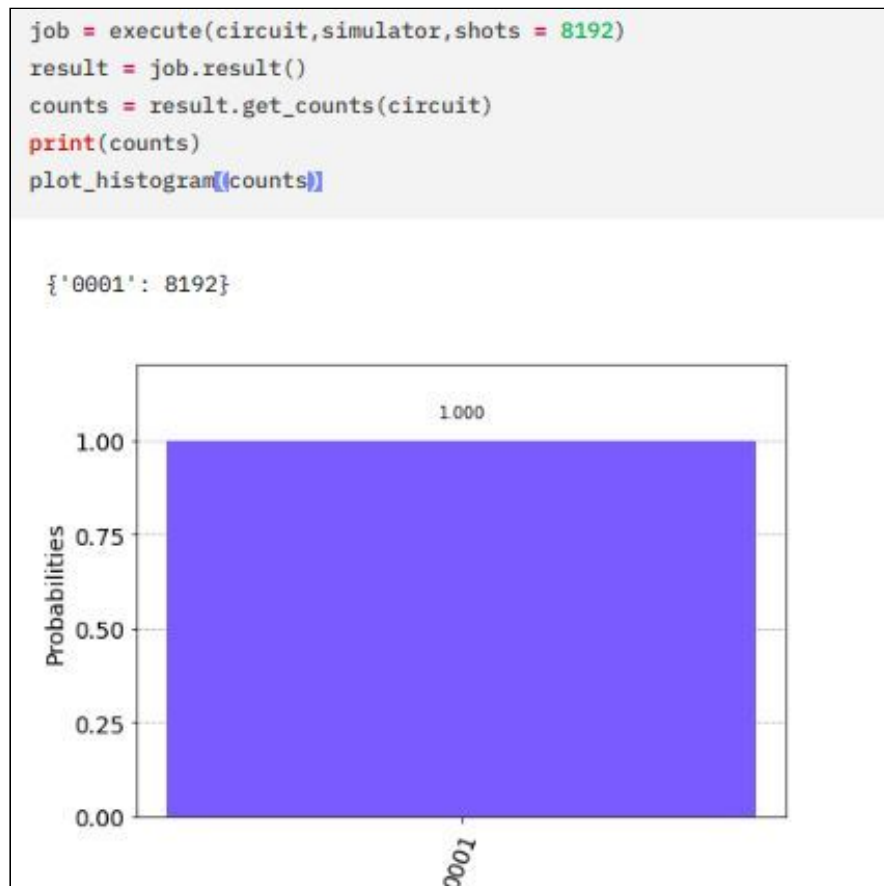 job = execute(circuit,simulator,shots = 8192)
result = job.result()
counts = result.get_counts(circuit)
print(counts)
plot_histogram(counts)
{'0001': 8192}
1.000
1.00
0.75
0.50
0.25
0.00
Probabilities
0001